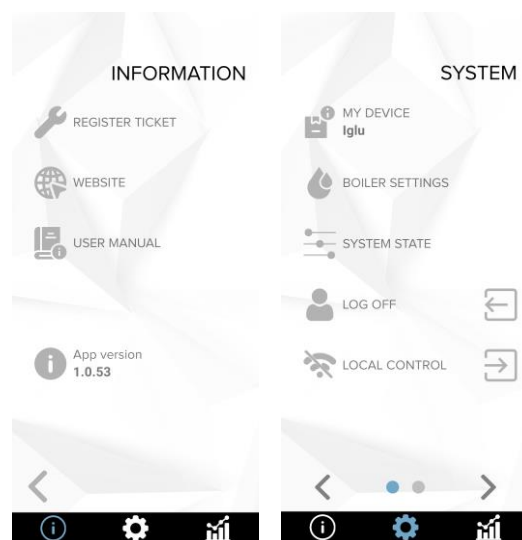 INFORMATION
REGISTER TICKET
WEBSITE
USER MANUAL
App version
1.0.53
SYSTEM
MY DEVICE
Iglu
BOILER SETTINGS
SYSTEM STATE
LOG OFF
LOCAL CONTROL